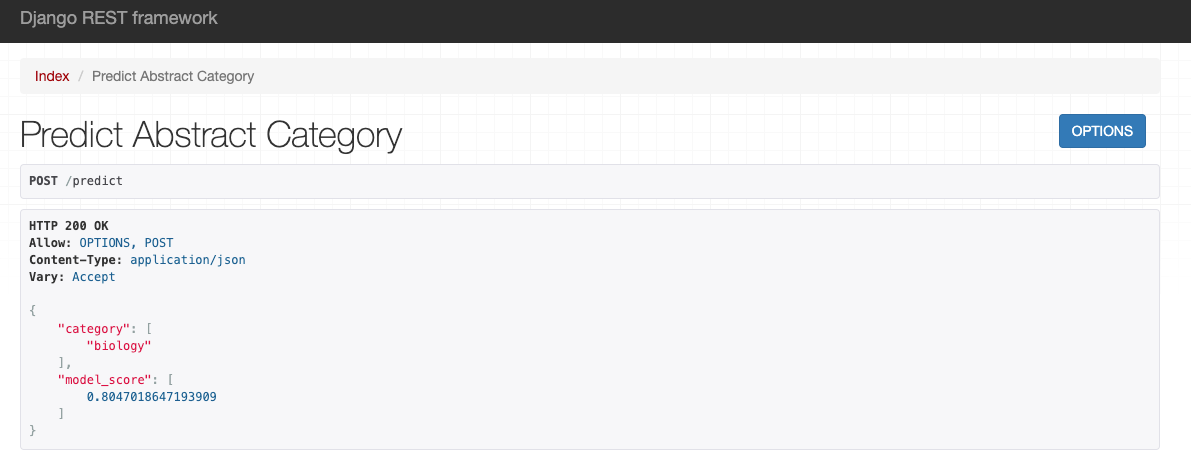 Django REST framework
Index / Predict Abstract Category
Predict Abstract Category
OPTIONS
POST /predict
HTTP 200 OK
Allow: OPTIONS, POST
Content-Type: application/json
Vary: Accept
{
    "category": [
        "biology"
    ],
    "model_score": [
        0.8047018647193909
    ]
}